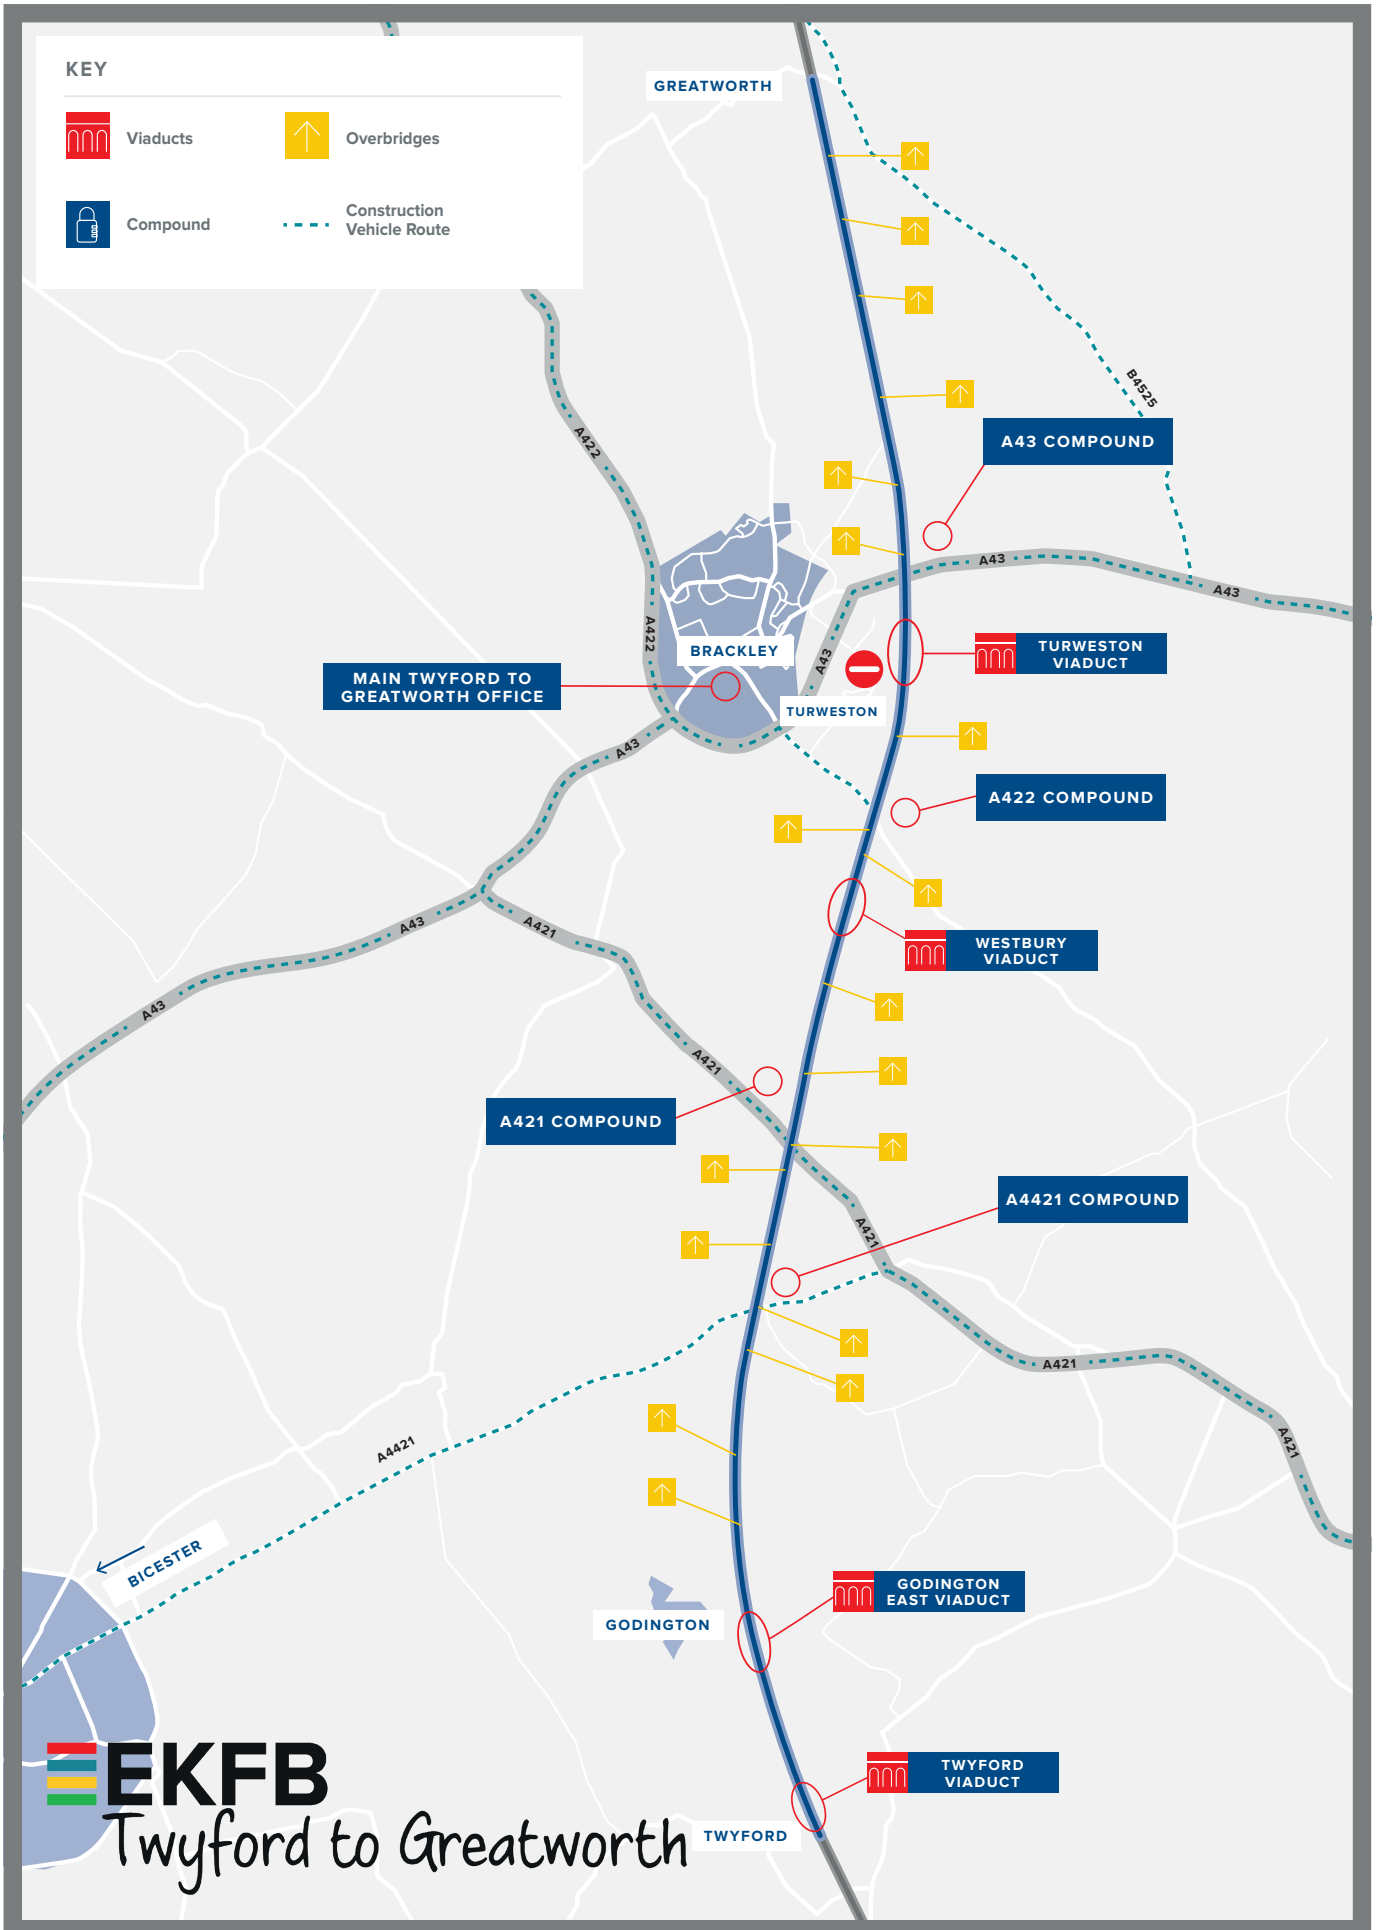 KEY
Viaducts
Overbridges
Compound
Construction
Vehicle Route
GREATWORTH
B4525
A43 COMPOUND
A422
A43
A43
A422
BRACKLEY
A43
TURWESTON
VIADUCT
MAIN TWYFORD TO
GREATWORTH OFFICE
TURWESTON
A43
A422 COMPOUND
A43
A421
WESTBURY
VIADUCT
A43
A421
A421 COMPOUND
A4421 COMPOUND
A421
A421
A421
A4421
BICESTER
GODINGTON
EAST VIADUCT
GODINGTON
TWYFORD
VIADUCT
EKFB
Twyford to Greatworth
TWYFORD